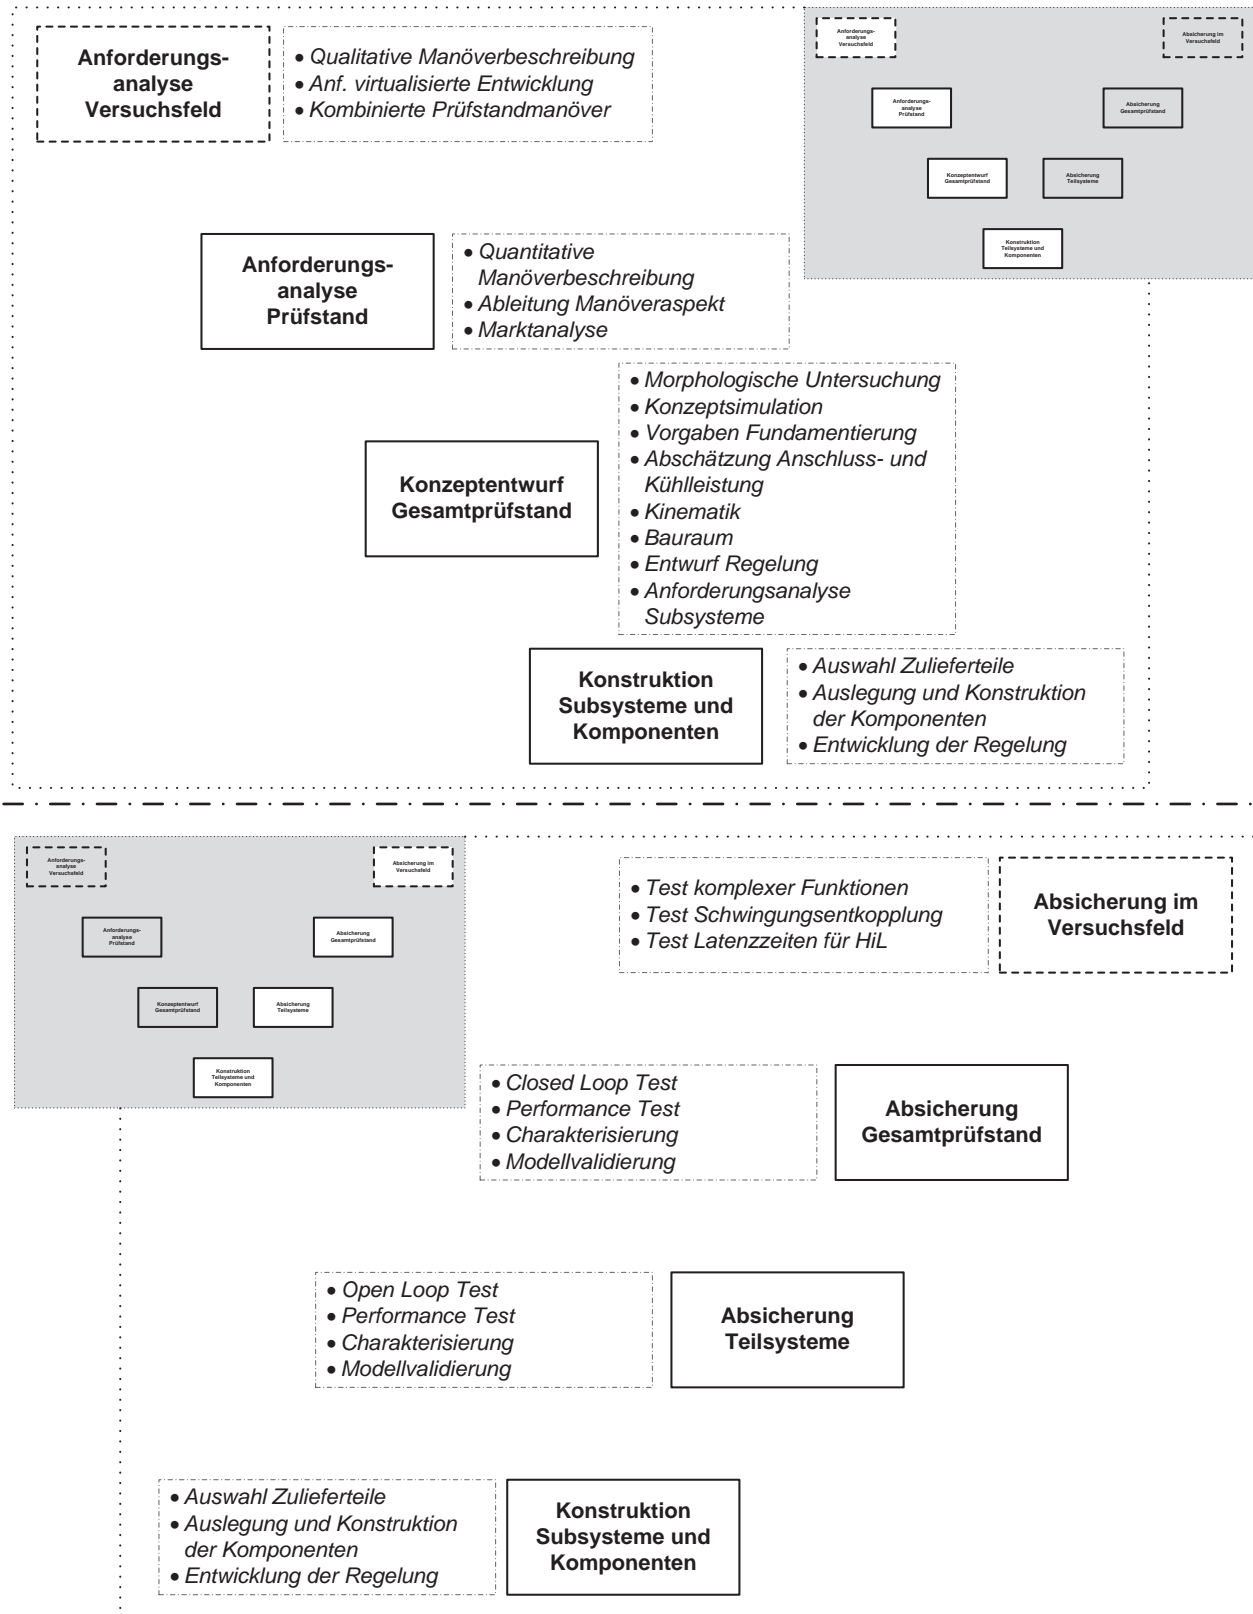 Anforderungs-
analyse
Versuchsfeld
• Qualitative Manöverbeschreibung
• Anf. virtualisierte Entwicklung
• Kombinierte Prüfstandmanöver
Anforderungs-
analyse
Versuchsfeld
Absicherung im
Versuchsfeld
Anforderungs-
analyse
Prüfstand
Absicherung
Gesamtprüfstand
Konzeptentwurf
Gesamtprüfstand
Absicherung
Teilsysteme
Konstruktion
Teilsysteme und
Komponenten
Anforderungs-
analyse
Prüfstand
• Quantitative
Manöverbeschreibung
• Ableitung Manöveraspekt
• Marktanalyse
Konzeptentwurf
Gesamtprüfstand
• Morphologische Untersuchung
• Konzeptsimulation
• Vorgaben Fundamentierung
• Abschätzung Anschluss- und
Kühlleistung
• Kinematik
• Bauraum
• Entwurf Regelung
• Anforderungsanalyse
Subsysteme
Konstruktion
Subsysteme und
Komponenten
• Auswahl Zulieferteile
• Auslegung und Konstruktion
der Komponenten
• Entwicklung der Regelung
Anforderungs-
analyse
Versuchsfeld
Absicherung im
Versuchsfeld
Anforderungs-
analyse
Prüfstand
Absicherung
Gesamtprüfstand
Konzeptentwurf
Gesamtprüfstand
Absicherung
Teilsysteme
Konstruktion
Teilsysteme und
Komponenten
• Test komplexer Funktionen
• Test Schwingungsentkopplung
• Test Latenzzeiten für HiL
Absicherung im
Versuchsfeld
• Closed Loop Test
• Performance Test
• Charakterisierung
• Modellvalidierung
Absicherung
Gesamtprüfstand
• Open Loop Test
• Performance Test
• Charakterisierung
• Modellvalidierung
Absicherung
Teilsysteme
• Auswahl Zulieferteile
• Auslegung und Konstruktion
der Komponenten
• Entwicklung der Regelung
Konstruktion
Subsysteme und
Komponenten